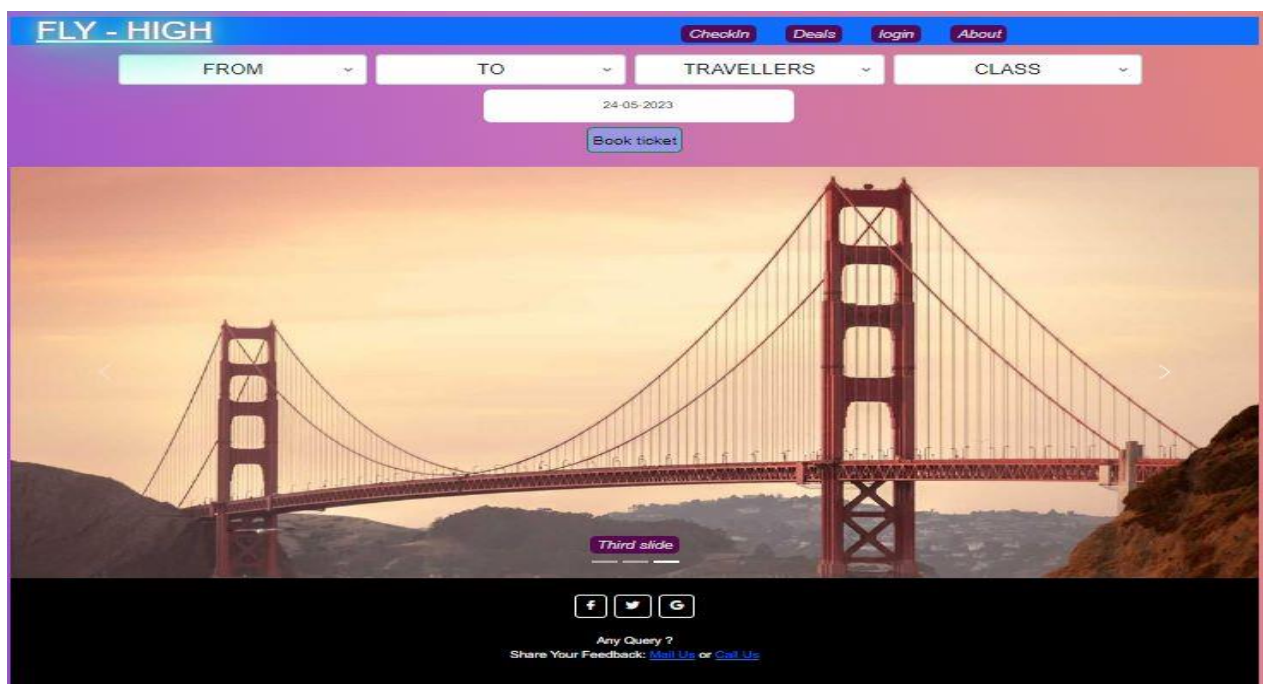 FLY - HIGH CheckIn Deals login About
FROM TO TRAVELLERS CLASS
24-05-2023
Book ticket
Third slide
f G
Any Query ?
Share Your Feedback: Mail Us or Call Us